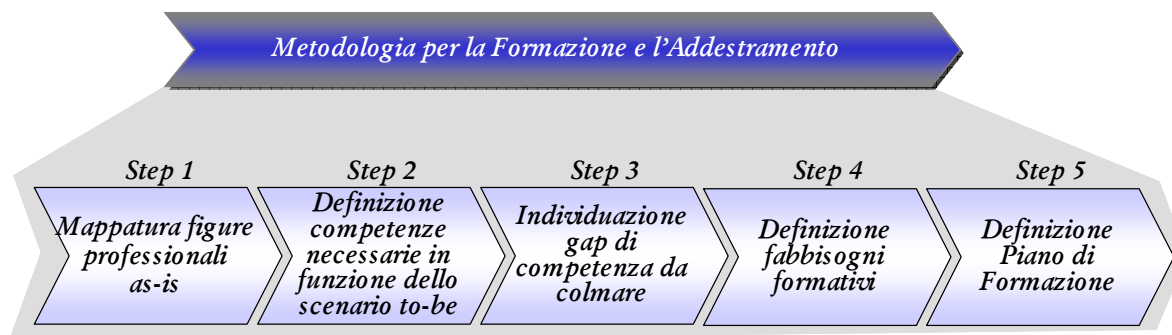 Metodologia per la Formazione e l'Addestramento
Step 1
Mappatura figure
professionali
as-is
Step 2
Definizione
competenze
necessarie in
funzione dello
scenario to-be
Step 3
Individuazione
gap di
competenza da
colmare
Step 4
Definizione
fabbisogni
formativi
Step 5
Definizione
Piano di
Formazione